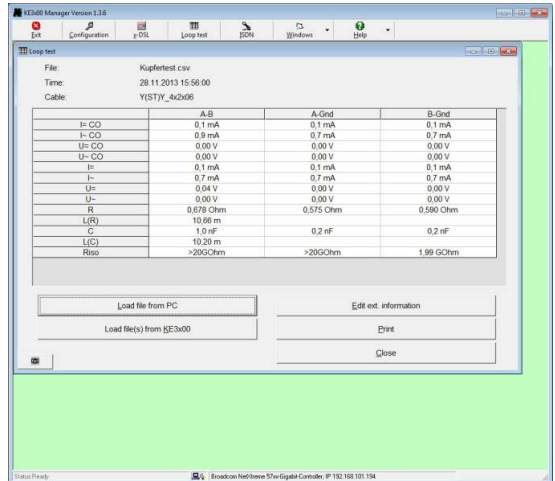 KE3x00 Manager Version 1.3.6
Exit Configuration x-DSL Loop test ISDN Windows Help
Loop test
File: Kupfertest.csv
Time: 28.11.2013 15:56:00
Cable: Y(ST)Y_4x2x06
A-B A-Gnd B-Gnd
I= CO 0,1 mA 0,1 mA 0,1 mA
I~ CO 0,9 mA 0,7 mA 0,7 mA
U= CO 0,00 V 0,00 V 0,00 V
U~ CO 0,00 V 0,00 V 0,00 V
I= 0,1 mA 0,1 mA 0,1 mA
I~ 0,7 mA 0,7 mA 0,7 mA
U= 0,04 V 0,00 V 0,00 V
U~ 0,00 V 0,00 V 0,00 V
R 0,678 Ohm 0,575 Ohm 0,590 Ohm
L(R) 10,66 m
C 1,0 nF 0,2 nF 0,2 nF
L(C) 10,20 m
Riso >20GOhm >20GOhm 1,99 GOhm
Load file from PC Edit ext. information
Load file(s) from KE3x00 Print
Close
Status Ready Broadcom NetXtreme 57xx-Gigabit-Controller, IP 192.168.101.194